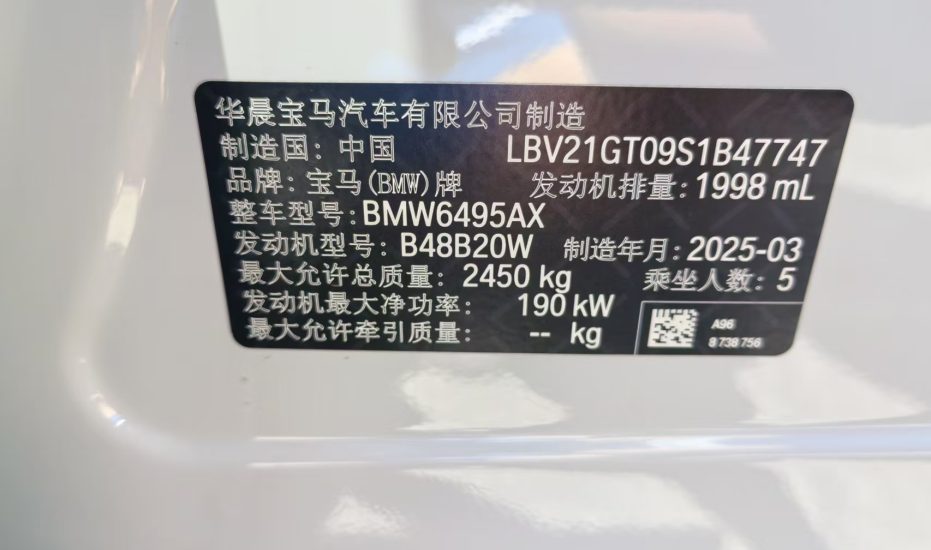 华晨宝马汽车有限公司制造
制造国: 中国 LBV21GT09S1B47747
品牌: 宝马(BMW)牌 发动机排量: 1998 mL
整车型号: BMW6495AX
发动机型号: B48B20W 制造年月: 2025-03
最大允许总质量: 2450 kg 乘坐人数: 5
发动机最大净功率: 190 kW
最大允许牵引质量: -- kg
A96
8 738 756